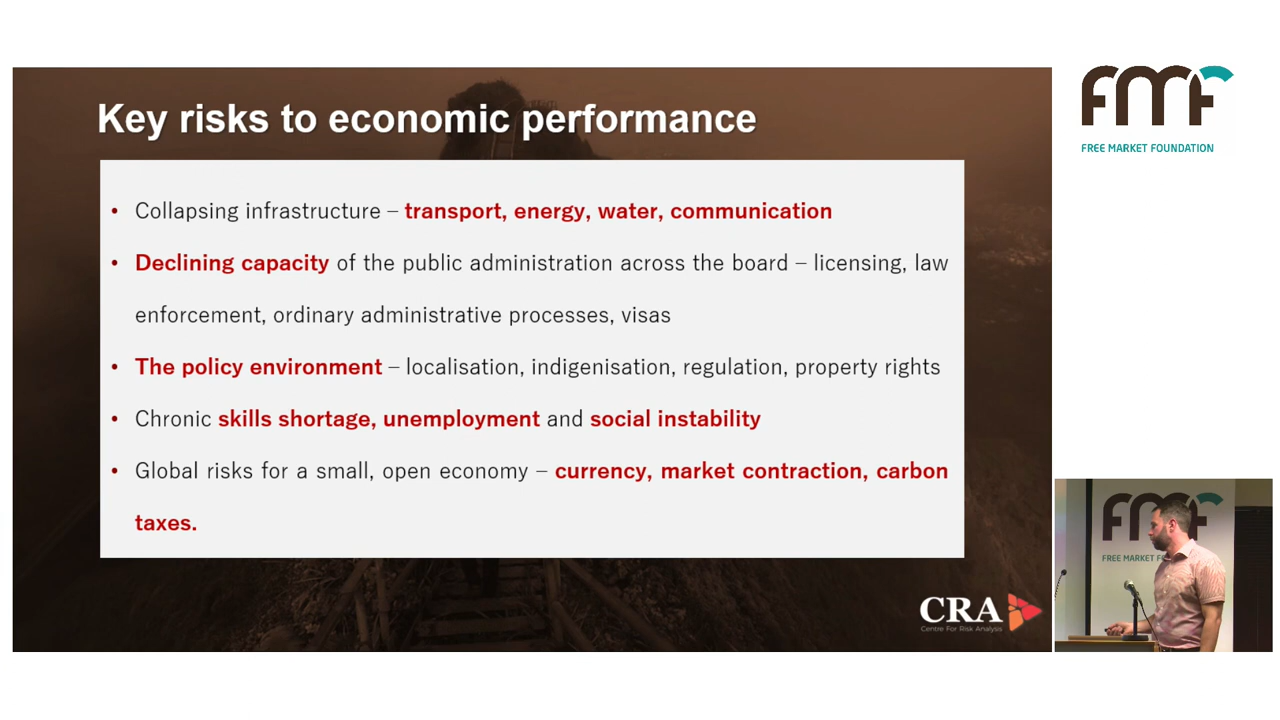 Key risks to economic performance
• Collapsing infrastructure – transport, energy, water, communication
• Declining capacity of the public administration across the board – licensing, law
enforcement, ordinary administrative processes, visas
• The policy environment – localisation, indigenisation, regulation, property rights
• Chronic skills shortage, unemployment and social instability
• Global risks for a small, open economy – currency, market contraction, carbon
taxes.
CRA
Centre For Risk Analysis
FMF
FREE MARKET FOUNDATION
FMF
FREE MARKET F